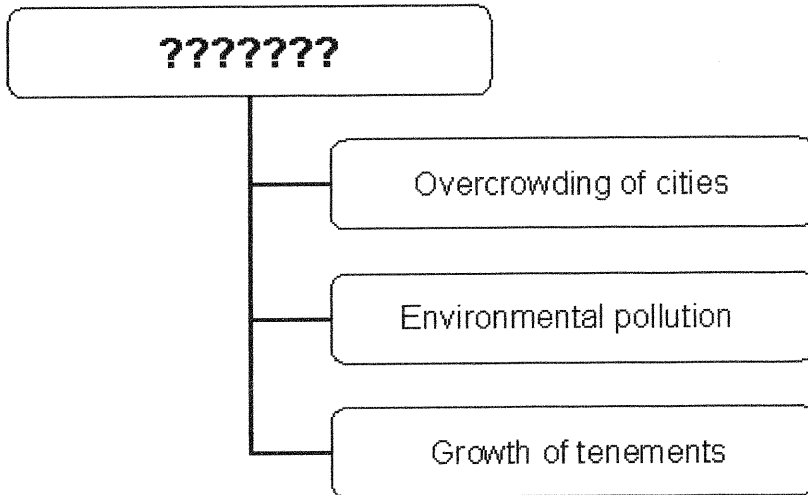 ???????
Overcrowding of cities
Environmental pollution
Growth of tenements